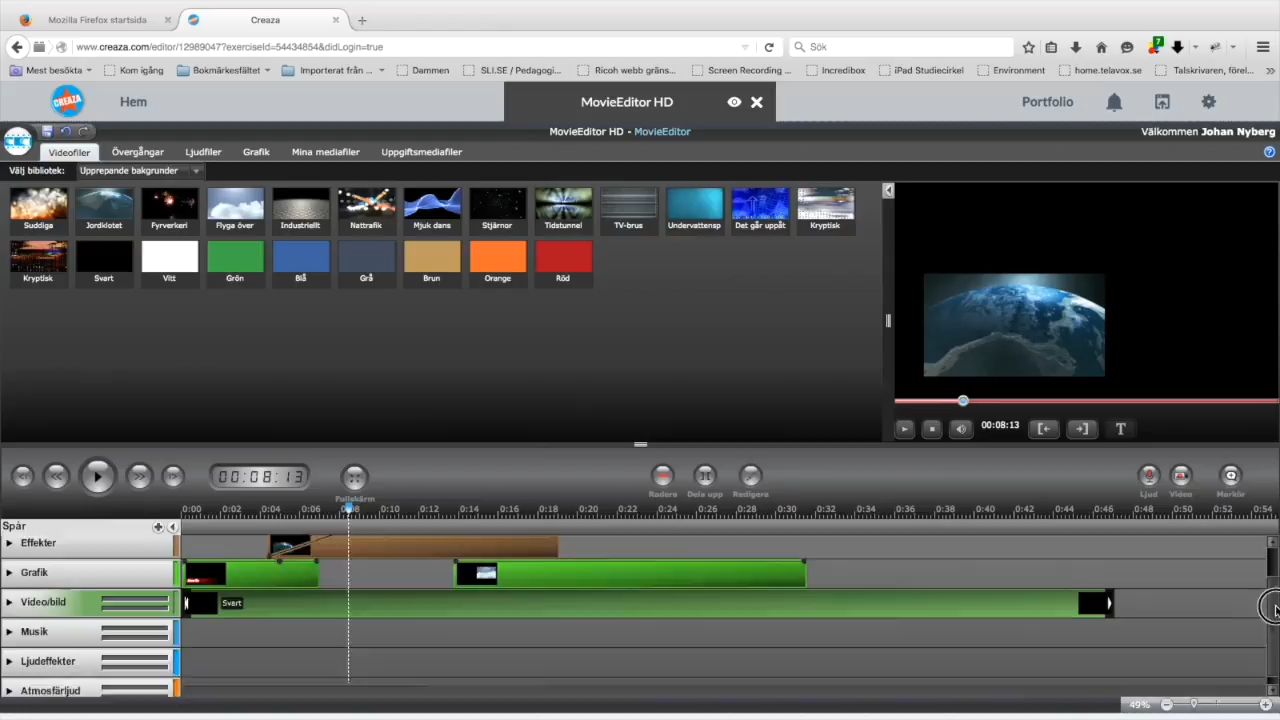 Mozilla Firefox startsida
Creaza
www.creaza.com/editor/12989047?exerciseId=54434854&didLogin=true
Sök
7
Mest besökta
Kom igång
Bokmärkesfältet
Importerat från ...
Dammen
SLI.SE / Pedagogi...
Ricoh webb gräns...
Screen Recording ...
Incredibox
iPad Studiecirkel
Environment
home.telavox.se
Talskrivaren, förel...
CREAZA
Hem
MovieEditor HD
Portfolio
MovieEditor HD - MovieEditor
Välkommen Johan Nyberg
Videofiler
Övergångar
Ljudfiler
Grafik
Mina mediafiler
Uppgiftsmediafiler
Välj bibliotek:
Upprepande bakgrunder
Suddiga
Jordklotet
Fyrverkeri
Flyga över
Industriellt
Nattrafik
Mjuk dans
Stjärnor
Tidstunnel
TV-brus
Undervattensp
Det går uppåt
Kryptisk
Kryptisk
Svart
Vitt
Grön
Blå
Grå
Brun
Orange
Röd
00:08:13
T
00:08:13
Fullskärm
Radera
Dela upp
Redigera
Ljud
Video
Markör
0:00 0:02 0:04 0:06 0:08 0:10 0:12 0:14 0:16 0:18 0:20 0:22 0:24 0:26 0:28 0:30 0:32 0:34 0:36 0:38 0:40 0:42 0:44 0:46 0:48 0:50 0:52 0:54
Spår
Effekter
Grafik
Video/bild
Svart
Musik
Ljudeffekter
Atmosfärljud
49%